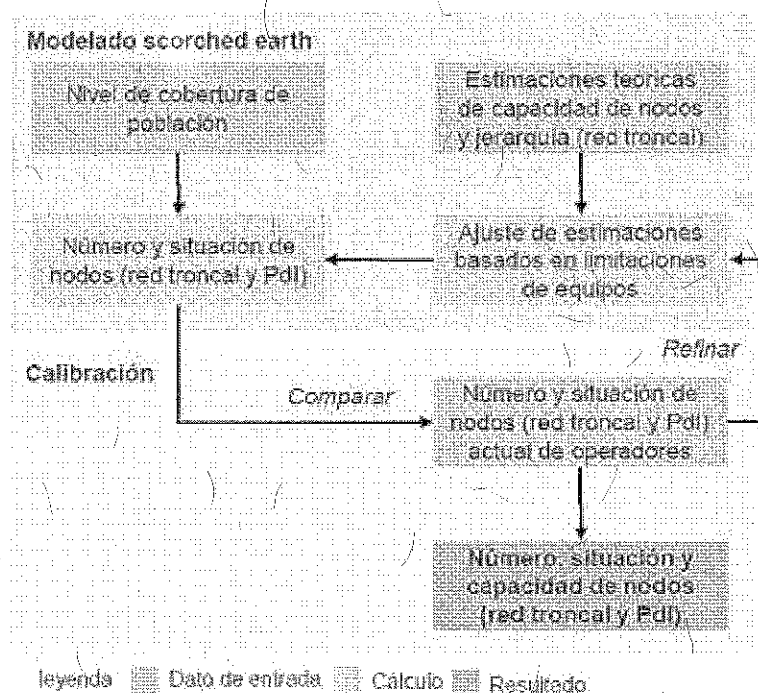 Modelado scorched earth
Nivel de cobertura de
población
Estimaciones teóricas
de capacidad de nodos
y jerarquía (red troncal)
Número y situación de
nodos (red troncal y PdI)
Ajuste de estimaciones
basados en limitaciones
de equipos
Refinar
Calibración
Comparar
Número y situación de
nodos (red troncal y PdI)
actual de operadores
Número, situación y
capacidad de nodos
(red troncal y PdI)
leyenda Dato de entrada Cálculo Resultado